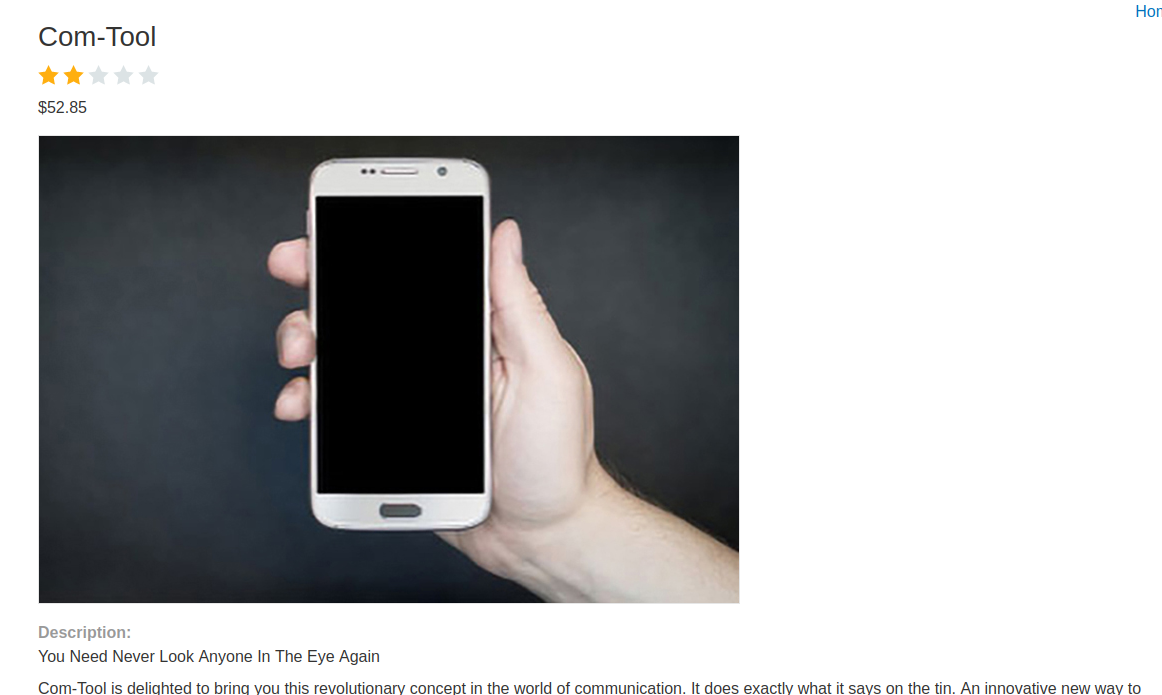 Hom
Com-Tool
$52.85
Description:
You Need Never Look Anyone In The Eye Again
Com-Tool is delighted to bring you this revolutionary concept in the world of communication. It does exactly what it says on the tin. An innovative new way to